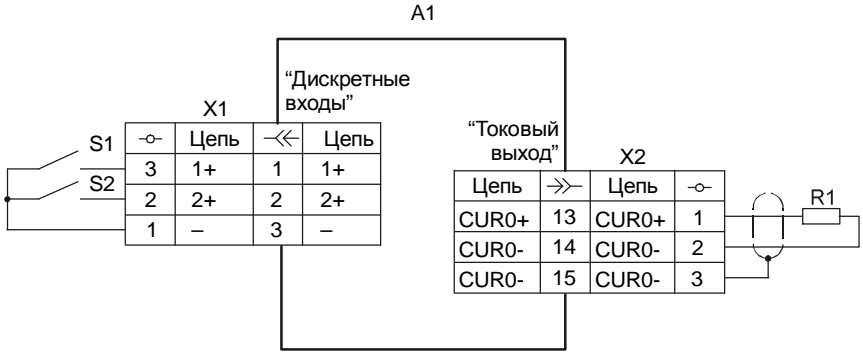 A1
“Дискретные
входы”
X1
Цепь Цепь
3 1+ 1 1+
2 2+ 2 2+
1 – 3 –
S1
S2
“Токовый
выход”
X2
Цепь Цепь
CUR0+ 13 CUR0+ 1
CUR0- 14 CUR0- 2
CUR0- 15 CUR0- 3
R1